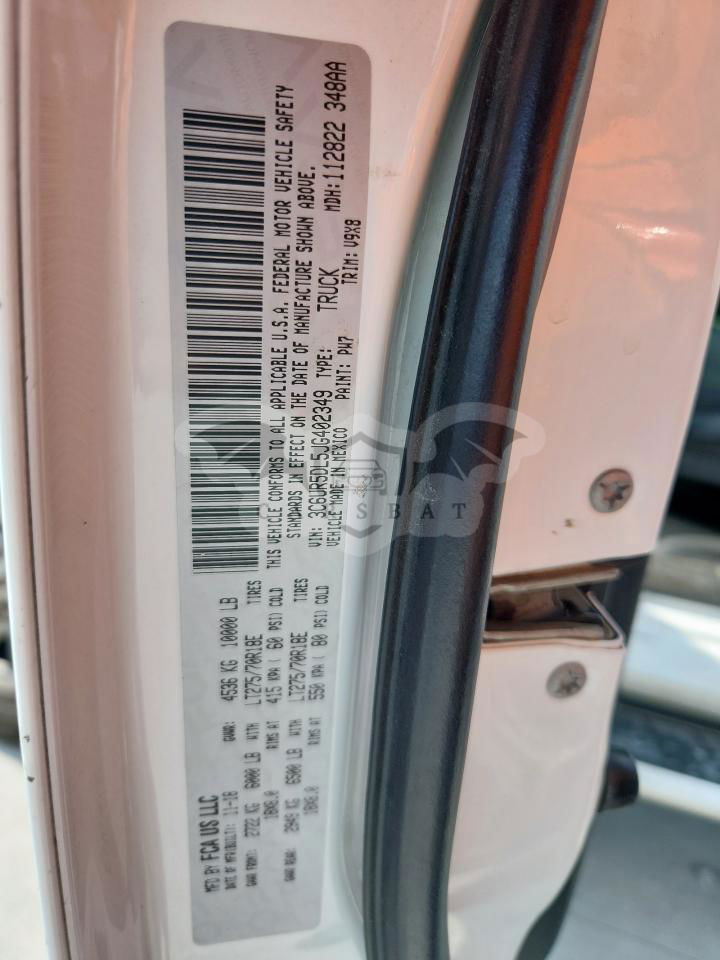 MFD BY FCA US LLC
DATE OF MFR(BUILT): 11-18 GVWR: 4536 KG 10000 LB
GAWR FRONT: 2722 KG 6000 LB WITH LT275/70R18E TIRES
18X8.0 RIMS AT 415 KPA ( 60 PSI) COLD
GAWR REAR: 2945 KG 6500 LB WITH LT275/70R18E TIRES
18X8.0 RIMS AT 550 KPA ( 80 PSI) COLD
THIS VEHICLE CONFORMS TO ALL APPLICABLE U.S.A. FEDERAL MOTOR VEHICLE SAFETY
STANDARDS IN EFFECT ON THE DATE OF MANUFACTURE SHOWN ABOVE.
VIN: 3C6UR5DL5JG402349 TYPE: TRUCK MDH:112822 348AA
VEHICLE MADE IN MEXICO PAINT: PW7 TRIM: V9X8